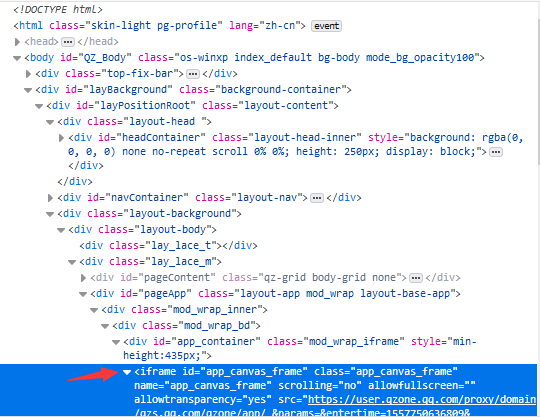 <!DOCTYPE html>
<html class="skin-light pg-profile" lang="zh-cn"> event
<head> ••• </head>
<body id="QZ_Body" class="os-winxp index_default bg-body mode_bg_opacity100">
<div class="top-fix-bar"> ••• </div>
<div id="layBackground" class="background-container">
<div id="layPositionRoot" class="layout-content">
<div class="layout-head ">
<div id="headContainer" class="layout-head-inner" style="background: rgba(0,
0, 0, 0) none no-repeat scroll 0% 0%; height: 250px; display: block;"> •••
</div>
</div>
<div id="navContainer" class="layout-nav"> ••• </div>
<div class="layout-background">
<div class="layout-body">
<div class="lay_lace_t"></div>
<div class="lay_lace_m">
<div id="pageContent" class="qz-grid body-grid none"> ••• </div>
<div id="pageApp" class="layout-app mod_wrap layout-base-app">
<div class="mod_wrap_inner">
<div class="mod_wrap_bd">
<div id="app_container" class="mod_wrap_iframe" style="min-
height:435px;">
<iframe id="app_canvas_frame" class="app_canvas_frame"
name="app_canvas_frame" scrolling="no" allowfullscreen=""
allowtransparency="yes" src="https://user.qzone.qq.com/proxy/domain
/qzs.qq.com/qzone/app/ &params=&entertime=1557750636809&